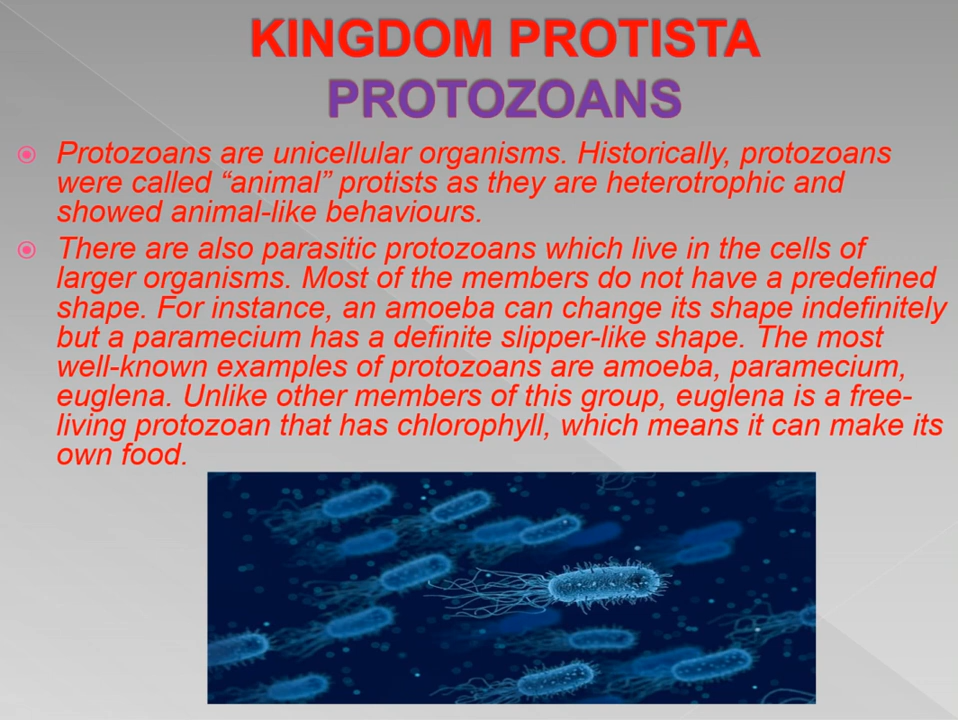 KINGDOM PROTISTA
PROTOZOANS
Protozoans are unicellular organisms. Historically, protozoans
were called “animal” protists as they are heterotrophic and
showed animal-like behaviours.
There are also parasitic protozoans which live in the cells of
larger organisms. Most of the members do not have a predefined
shape. For instance, an amoeba can change its shape indefinitely
but a paramecium has a definite slipper-like shape. The most
well-known examples of protozoans are amoeba, paramecium,
euglena. Unlike other members of this group, euglena is a free-
living protozoan that has chlorophyll, which means it can make its
own food.